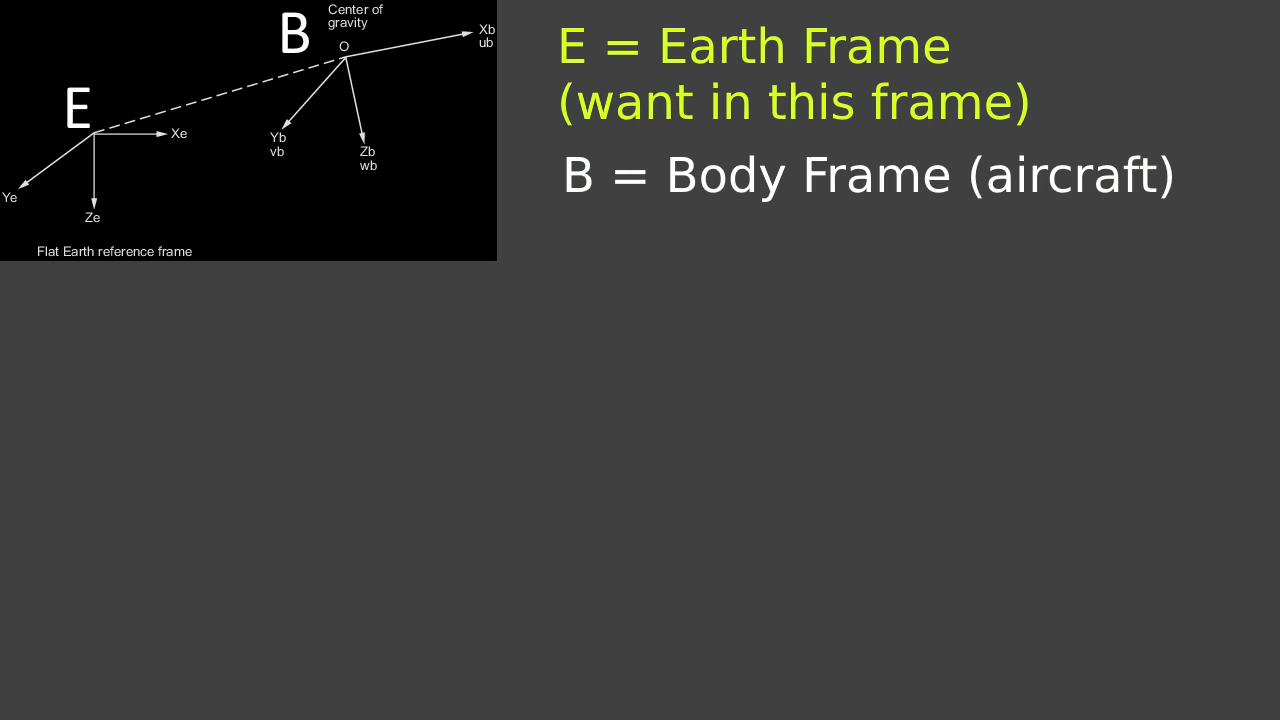 B
Center of
gravity
O
Xb
ub
E
Xe
Ye
Ze
Yb
vb
Zb
wb
Flat Earth reference frame
E = Earth Frame
(want in this frame)
B = Body Frame (aircraft)